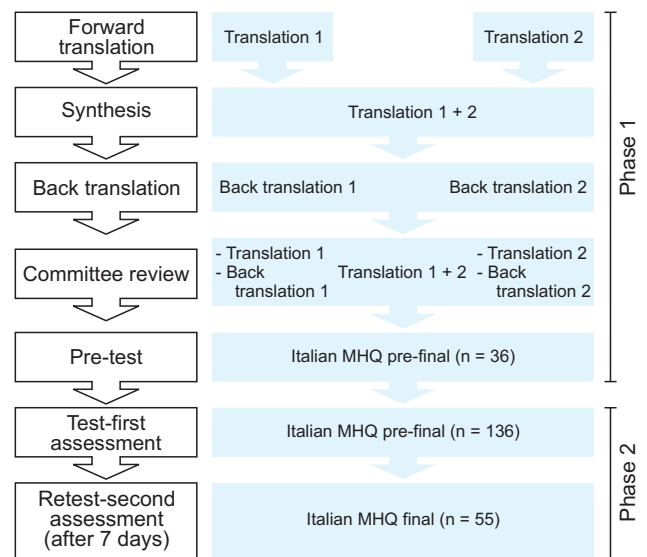 Forward
translation
Translation 1
Translation 2
Synthesis
Translation 1 + 2
Back translation
Back translation 1
Back translation 2
Committee review
- Translation 1
- Back
translation 1
Translation 1 + 2
- Translation 2
- Back
translation 2
Pre-test
Italian MHQ pre-final (n = 36)
Phase 1
Test-first
assessment
Italian MHQ pre-final (n = 136)
Retest-second
assessment
(after 7 days)
Italian MHQ final (n = 55)
Phase 2